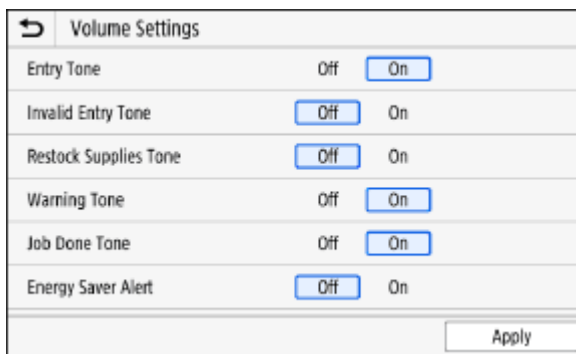 Volume Settings
Entry Tone Off On
Invalid Entry Tone Off On
Restock Supplies Tone Off On
Warning Tone Off On
Job Done Tone Off On
Energy Saver Alert Off On
Apply